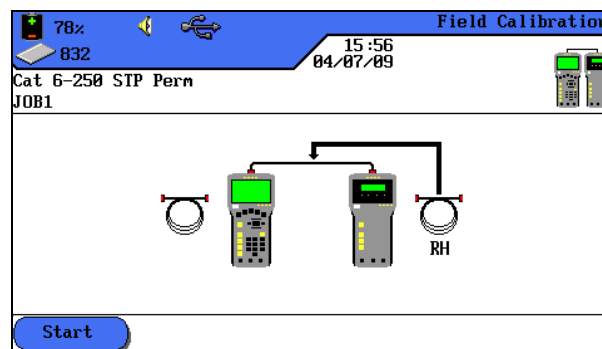 78%
Field Calibration
832
15:56
04/07/09
Cat 6-250 STP Perm
JOB1
RH
Start